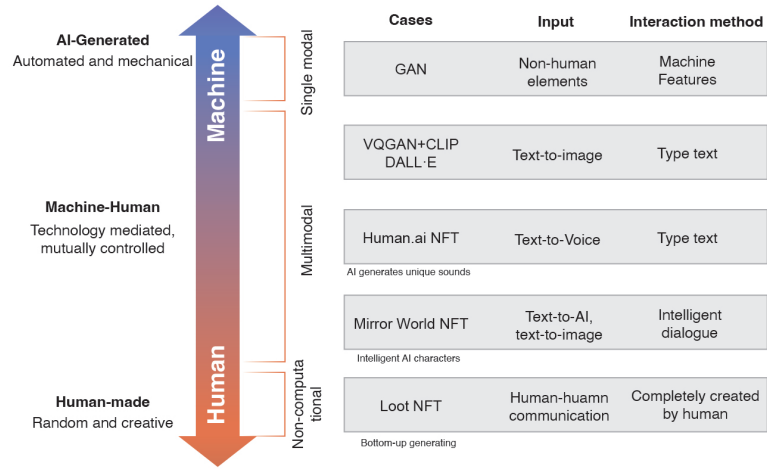 Cases Input Interaction method
AI-Generated
Automated and mechanical
Machine
Single modal
GAN
Non-human
elements
Machine
Features
VQGAN+CLIP
DALL·E
Text-to-image
Type text
Machine-Human
Technology mediated,
mutually controlled
Multimodal
Human.ai NFT
Text-to-Voice
Type text
AI generates unique sounds
Mirror World NFT
Text-to-AI,
text-to-image
Intelligent
dialogue
Intelligent AI characters
Human-made
Random and creative
Human
Non-computa
tional
Loot NFT
Human-huamn
communication
Completely created
by human
Bottom-up generating